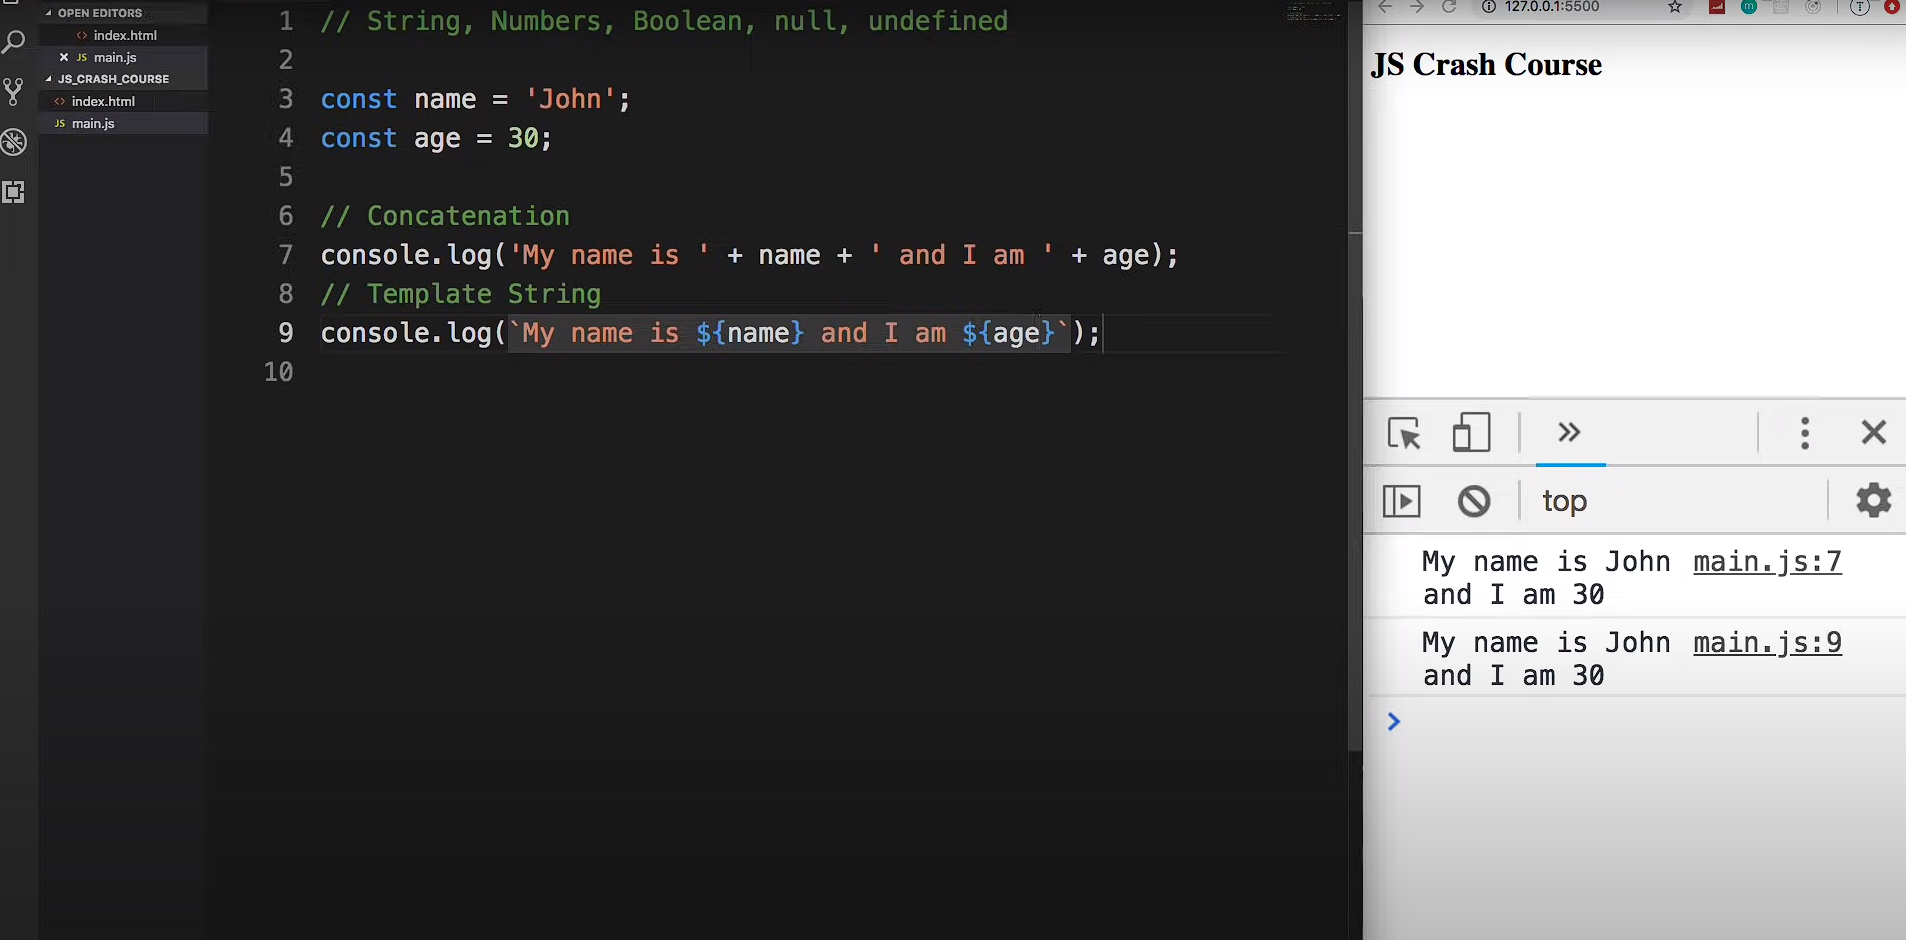 OPEN EDITORS
index.html
JS main.js
JS_CRASH_COURSE
index.html
JS main.js
1 // String, Numbers, Boolean, null, undefined
2
3 const name = 'John';
4 const age = 30;
5
6 // Concatenation
7 console.log('My name is ' + name + ' and I am ' + age);
8 // Template String
9 console.log(`My name is ${name} and I am ${age}`);
10
127.0.0.1:5500
JS Crash Course
top
My name is John main.js:7
and I am 30
My name is John main.js:9
and I am 30